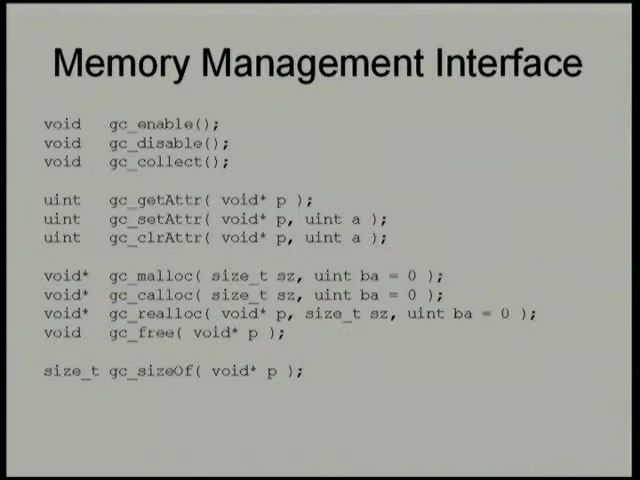 Memory Management Interface
void gc_enable();
void gc_disable();
void gc_collect();
uint gc_getAttr( void* p );
uint gc_setAttr( void* p, uint a );
uint gc_clrAttr( void* p, uint a );
void* gc_malloc( size_t sz, uint ba = 0 );
void* gc_calloc( size_t sz, uint ba = 0 );
void* gc_realloc( void* p, size_t sz, uint ba = 0 );
void gc_free( void* p );
size_t gc_sizeOf( void* p );